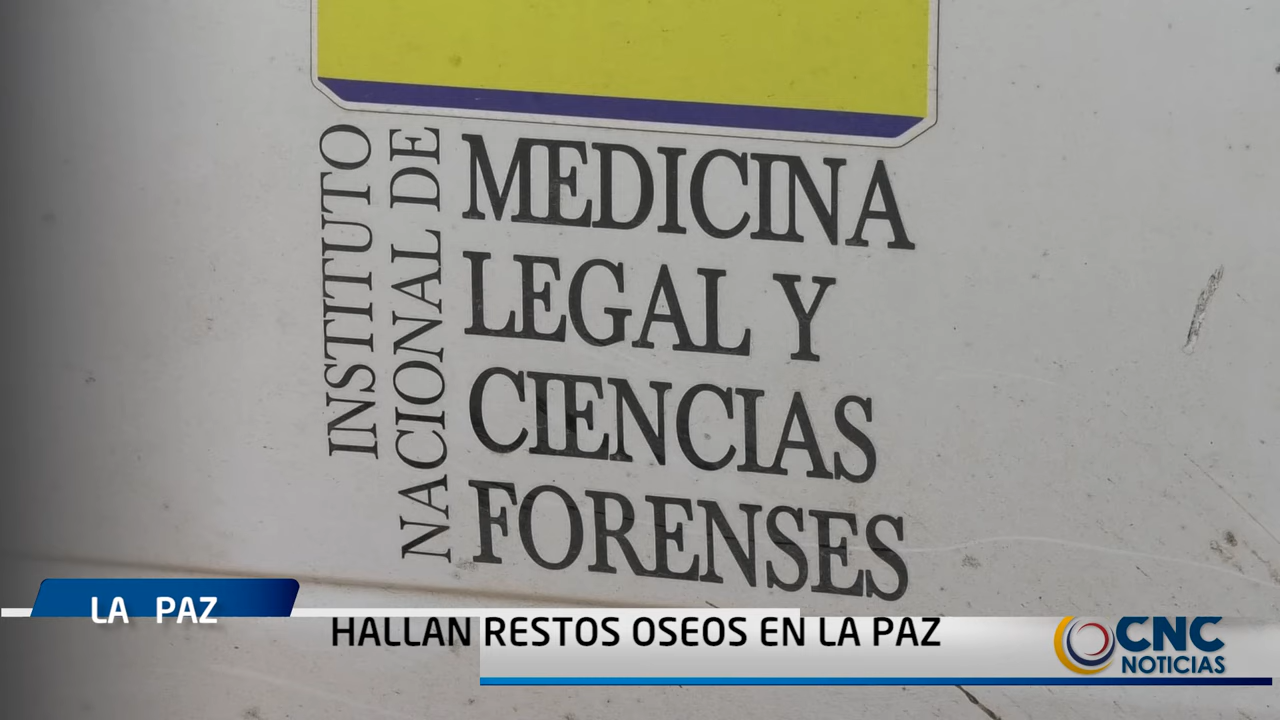 INSTITUTO
NACIONAL DE
MEDICINA
LEGAL Y
CIENCIAS
FORENSES
LA PAZ
HALLAN RESTOS OSEOS EN LA PAZ
CNC
NOTICIAS